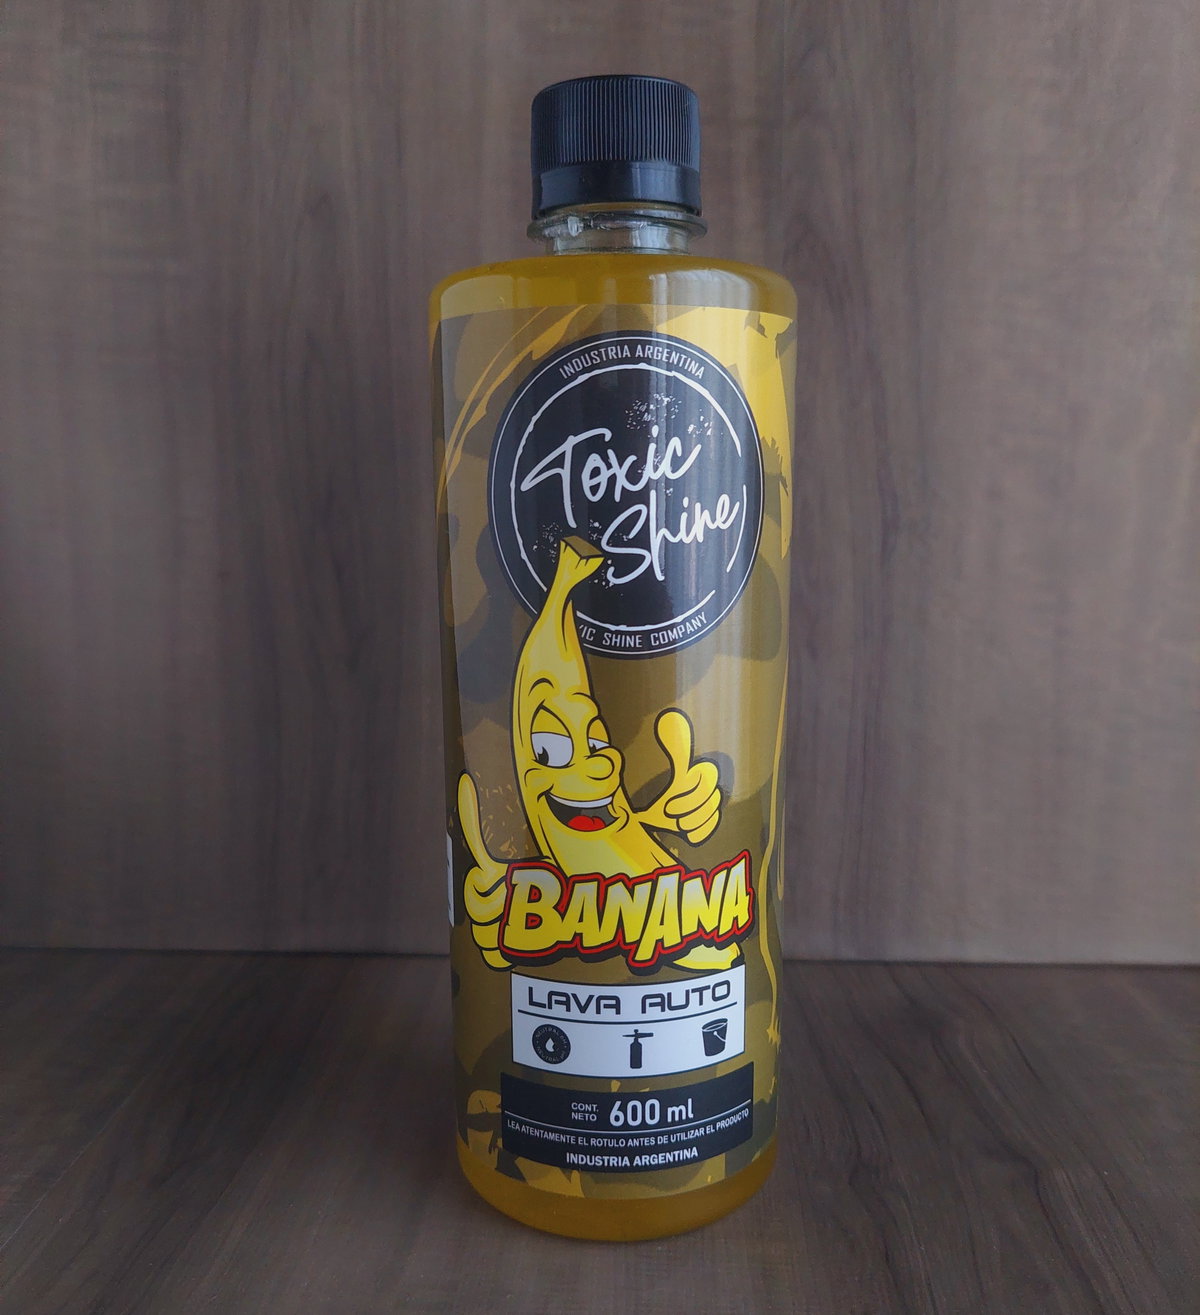 INDUSTRIA ARGENTINA
Toxic
Shine
IC SHINE COMPANY
BANANA
LAVA AUTO
CONT.
NETO
600 ml
LEA ATENTAMENTE EL ROTULO ANTES DE UTILIZAR EL PRODUCTO
INDUSTRIA ARGENTINA